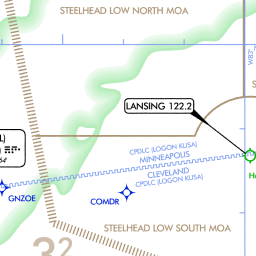 STEELHEAD LOW NORTH MOA
LANSING 122.2
CPDLC (LOGON KUSA)
MINNEAPOLIS
CLEVELAND
CPDLC (LOGON KUSA)
GNZOE
COMDR
STEELHEAD LOW SOUTH MOA
32